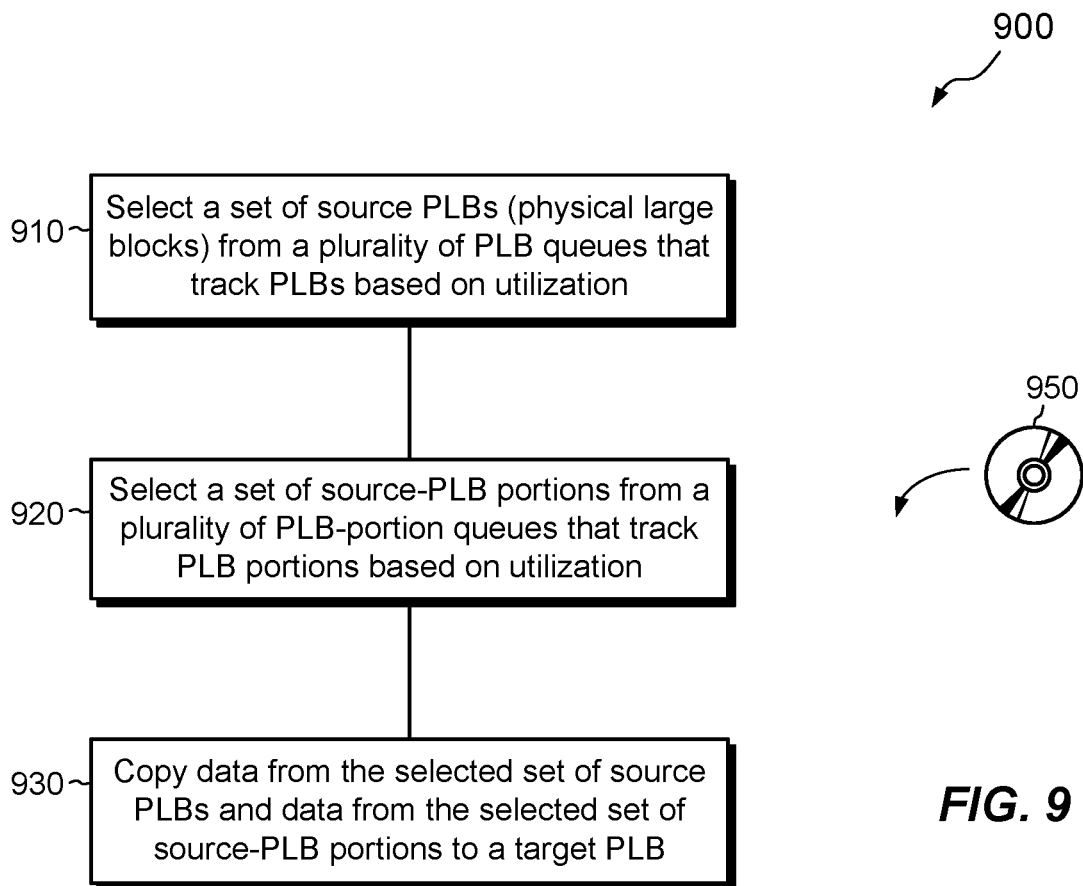 900
910
Select a set of source PLBs (physical large
blocks) from a plurality of PLB queues that
track PLBs based on utilization
950
920
Select a set of source-PLB portions from a
plurality of PLB-portion queues that track
PLB portions based on utilization
930
Copy data from the selected set of source
PLBs and data from the selected set of
source-PLB portions to a target PLB
FIG. 9